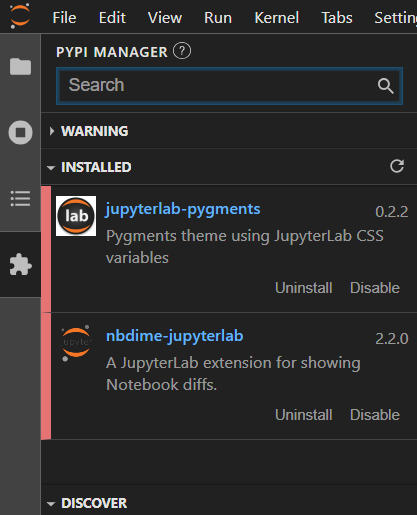 File Edit View Run Kernel Tabs Settin
PYPI MANAGER ?
Search
WARNING
INSTALLED
lab jupyterlab-pygments 0.2.2
Pygments theme using JupyterLab CSS
variables
Uninstall Disable
jupyter nbdime-jupyterlab 2.2.0
A JupyterLab extension for showing
Notebook diffs.
Uninstall Disable
DISCOVER